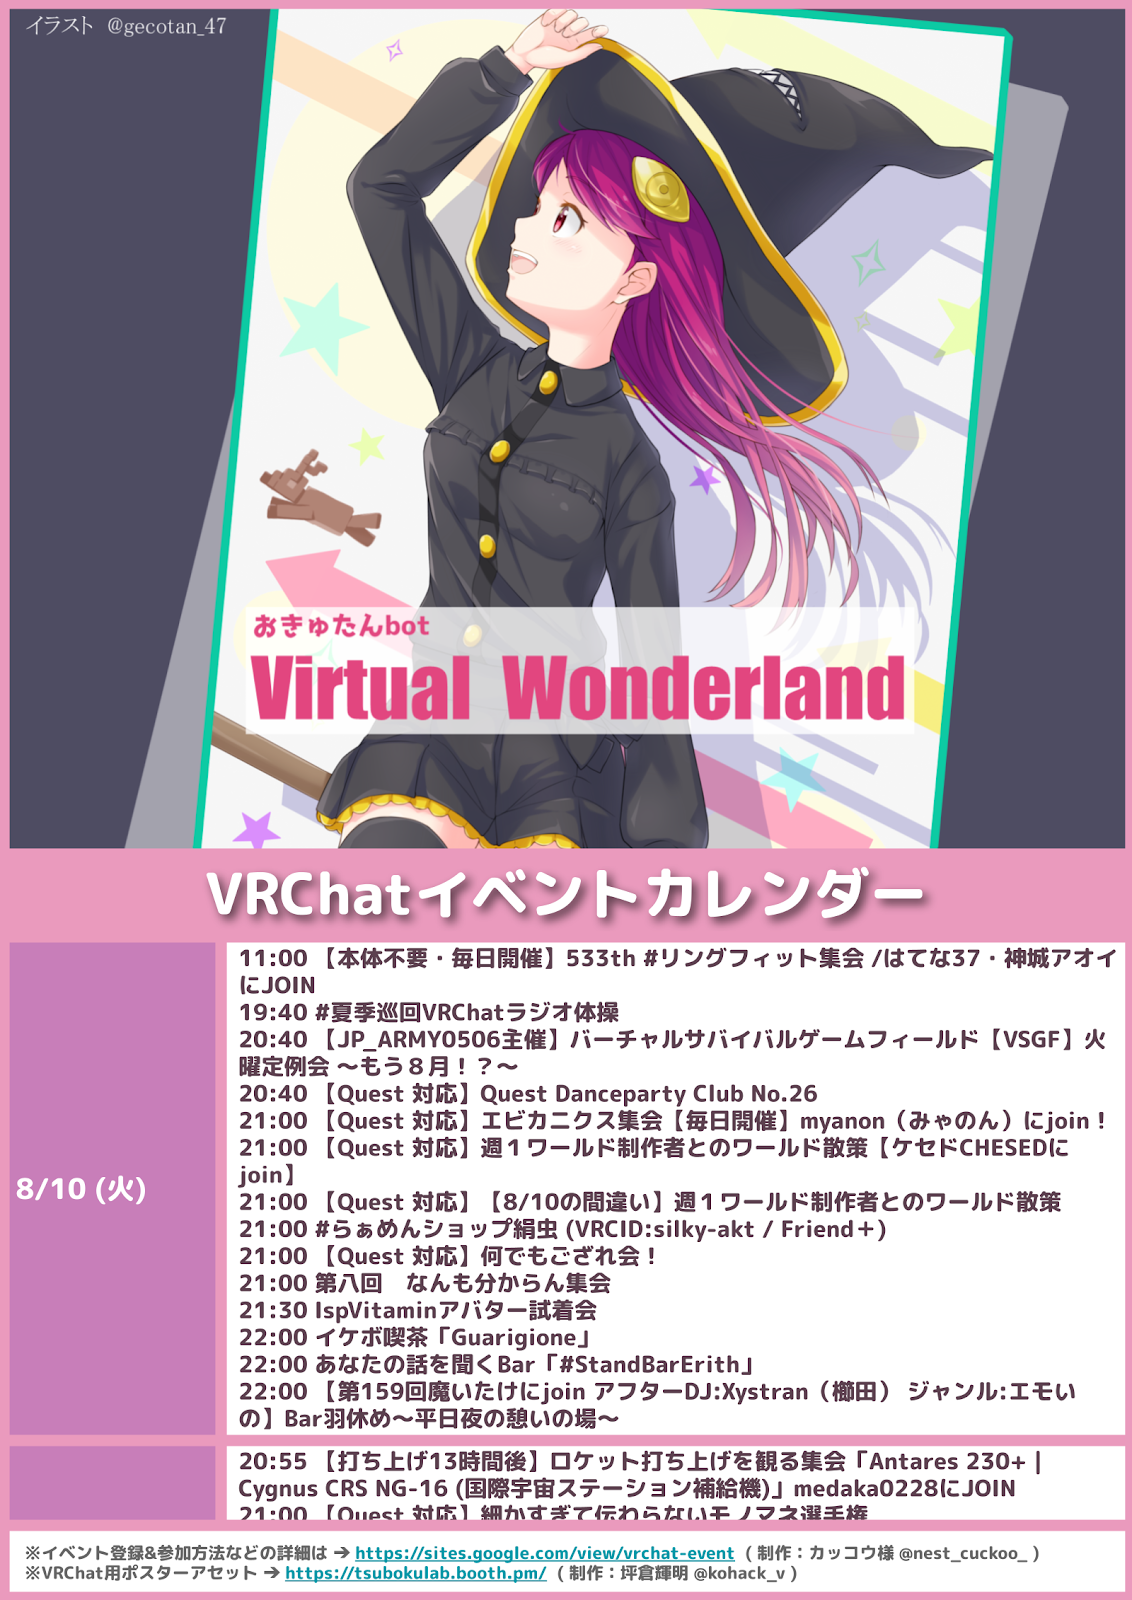 イラスト @gecotan_47
おきゅたんbot
Virtual Wonderland
VRChatイベントカレンダー
8/10 (火)
11:00 【本体不要・毎日開催】533th #リングフィット集会 /はてな37・神城アオイ
にJOIN
19:40 #夏季巡回VRChatラジオ体操
20:40 【JP_ARMY0506主催】バーチャルサバイバルゲームフィールド【VSGF】火
曜定例会 ～もう８月！？～
20:40 【Quest 対応】Quest Danceparty Club No.26
21:00 【Quest 対応】エビカニクス集会【毎日開催】myanon（みゃのん）にjoin！
21:00 【Quest 対応】週１ワールド制作者とのワールド散策【ケセドCHESEDに
join】
21:00 【Quest 対応】【8/10の間違い】週１ワールド制作者とのワールド散策
21:00 #らぁめんショップ絹虫 (VRCID:silky-akt / Friend＋)
21:00 【Quest 対応】何でもござれ会！
21:00 第八回　なんも分からん集会
21:30 IspVitaminアバター試着会
22:00 イケボ喫茶「Guarigione」
22:00 あなたの話を聞くBar「#StandBarErith」
22:00 【第159回魔いたけにjoin アフターDJ:Xystran（櫛田） ジャンル:エモい
の】Bar羽休め～平日夜の憩いの場～
20:55 【打ち上げ13時間後】ロケット打ち上げを観る集会「Antares 230+ |
Cygnus CRS NG-16 (国際宇宙ステーション補給機)」medaka0228にJOIN
21:00 【Quest 対応】細かすぎて伝わらないモノマネ選手権
※イベント登録&参加方法などの詳細は → https://sites.google.com/view/vrchat-event （ 制作：カッコウ様 @nest_cuckoo_ ）
※VRChat用ポスターアセット → https://tsubokulab.booth.pm/ （ 制作：坪倉輝明 @kohack_v ）